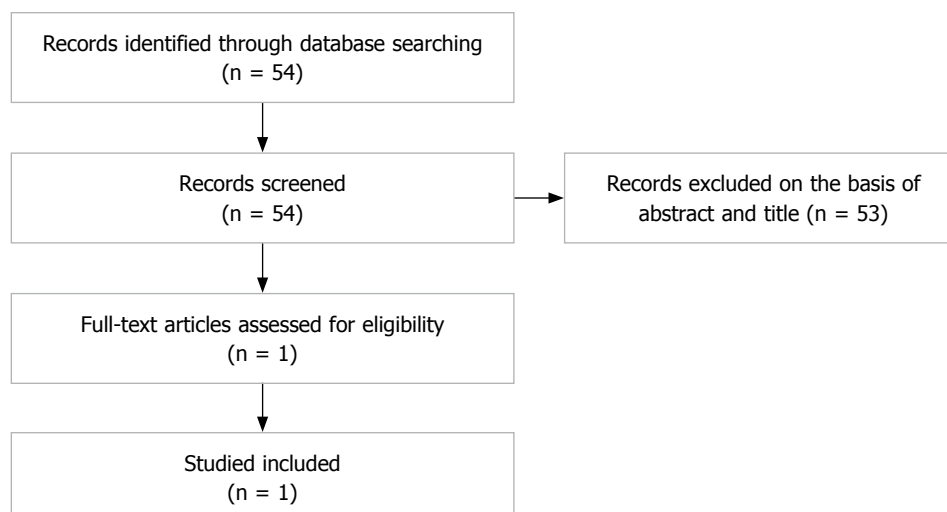 Records identified through database searching
(n = 54)
Records screened
(n = 54)
Records excluded on the basis of
abstract and title (n = 53)
Full-text articles assessed for eligibility
(n = 1)
Studied included
(n = 1)